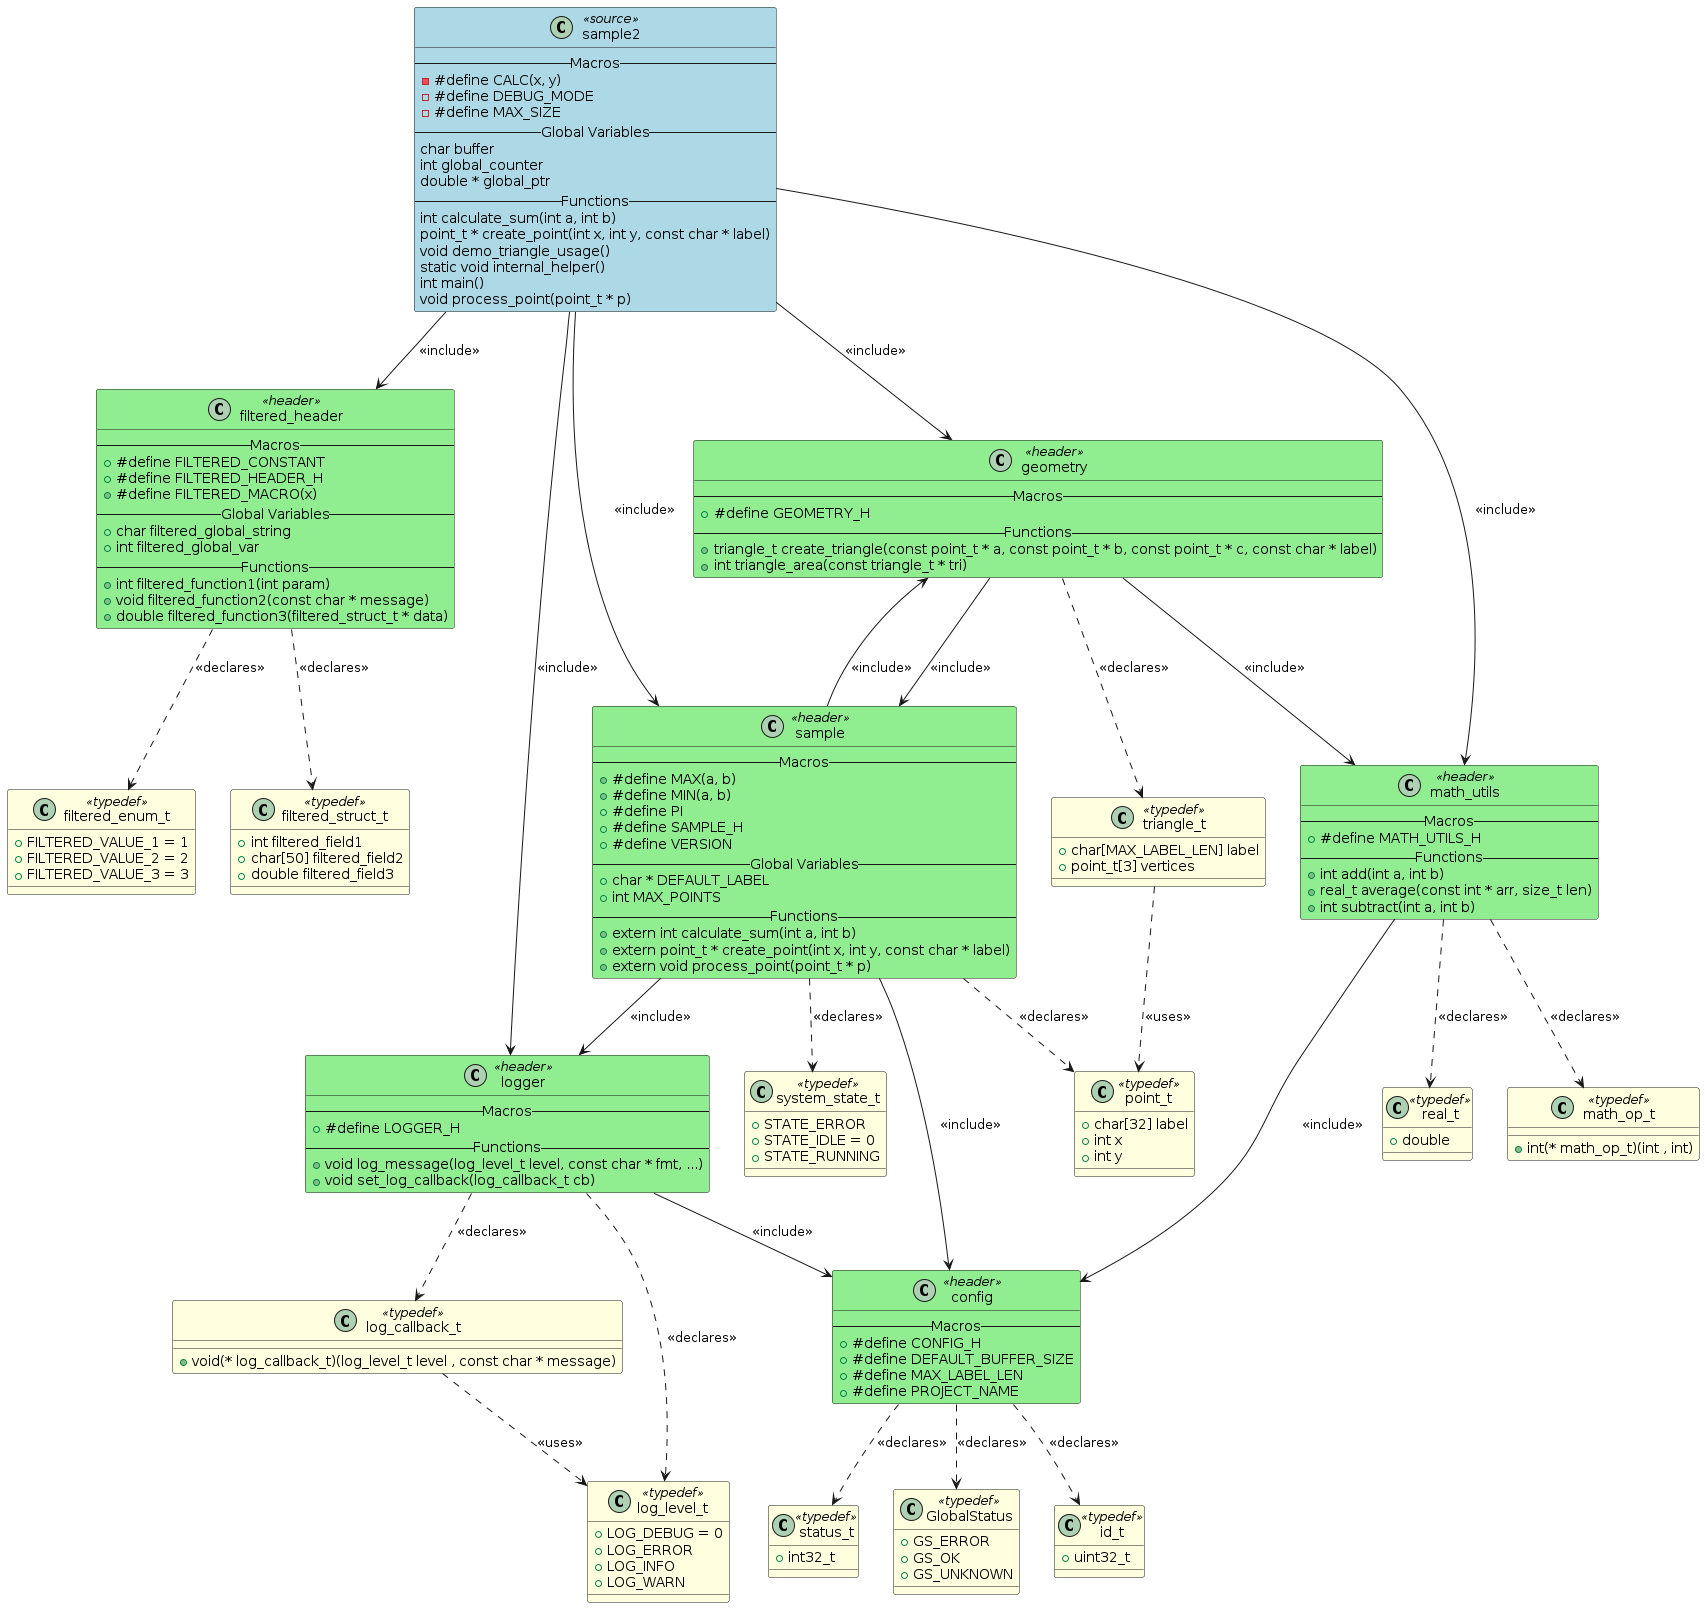 C
«source»
sample2
Macros
#define CALC(x, y)
#define DEBUG_MODE
#define MAX_SIZE
Global Variables
char buffer
int global_counter
double * global_ptr
Functions
int calculate_sum(int a, int b)
point_t * create_point(int x, int y, const char * label)
void demo_triangle_usage()
static void internal_helper()
int main()
void process_point(point_t * p)
«include»
«include»
C
«header»
filtered_header
Macros
#define FILTERED_CONSTANT
#define FILTERED_HEADER_H
#define FILTERED_MACRO(x)
Global Variables
char filtered_global_string
int filtered_global_var
Functions
int filtered_function1(int param)
void filtered_function2(const char * message)
double filtered_function3(filtered_struct_t * data)
«include»
«include»
C
«header»
geometry
Macros
#define GEOMETRY_H
Functions
triangle_t create_triangle(const point_t * a, const point_t * b, const point_t * c, const char * label)
int triangle_area(const triangle_t * tri)
«declares»
«declares»
«include»
«include»
«include»
«declares»
«include»
C
«typedef»
filtered_enum_t
FILTERED_VALUE_1 = 1
FILTERED_VALUE_2 = 2
FILTERED_VALUE_3 = 3
C
«typedef»
filtered_struct_t
int filtered_field1
char[50] filtered_field2
double filtered_field3
C
«header»
sample
Macros
#define MAX(a, b)
#define MIN(a, b)
#define PI
#define SAMPLE_H
#define VERSION
Global Variables
char * DEFAULT_LABEL
int MAX_POINTS
Functions
extern int calculate_sum(int a, int b)
extern point_t * create_point(int x, int y, const char * label)
extern void process_point(point_t * p)
C
«typedef»
triangle_t
char[MAX_LABEL_LEN] label
point_t[3] vertices
C
«header»
math_utils
Macros
#define MATH_UTILS_H
Functions
int add(int a, int b)
real_t average(const int * arr, size_t len)
int subtract(int a, int b)
«include»
«declares»
«declares»
«uses»
«declares»
«declares»
C
«header»
logger
Macros
#define LOGGER_H
Functions
void log_message(log_level_t level, const char * fmt, ...)
void set_log_callback(log_callback_t cb)
C
«typedef»
system_state_t
STATE_ERROR
STATE_IDLE = 0
STATE_RUNNING
«include»
C
«typedef»
point_t
char[32] label
int x
int y
«include»
C
«typedef»
real_t
double
C
«typedef»
math_op_t
int(* math_op_t)(int , int)
«declares»
«include»
C
«typedef»
log_callback_t
void(* log_callback_t)(log_level_t level , const char * message)
«declares»
C
«header»
config
Macros
#define CONFIG_H
#define DEFAULT_BUFFER_SIZE
#define MAX_LABEL_LEN
#define PROJECT_NAME
«uses»
«declares»
«declares»
«declares»
C
«typedef»
log_level_t
LOG_DEBUG = 0
LOG_ERROR
LOG_INFO
LOG_WARN
C
«typedef»
status_t
int32_t
C
«typedef»
GlobalStatus
GS_ERROR
GS_OK
GS_UNKNOWN
C
«typedef»
id_t
uint32_t